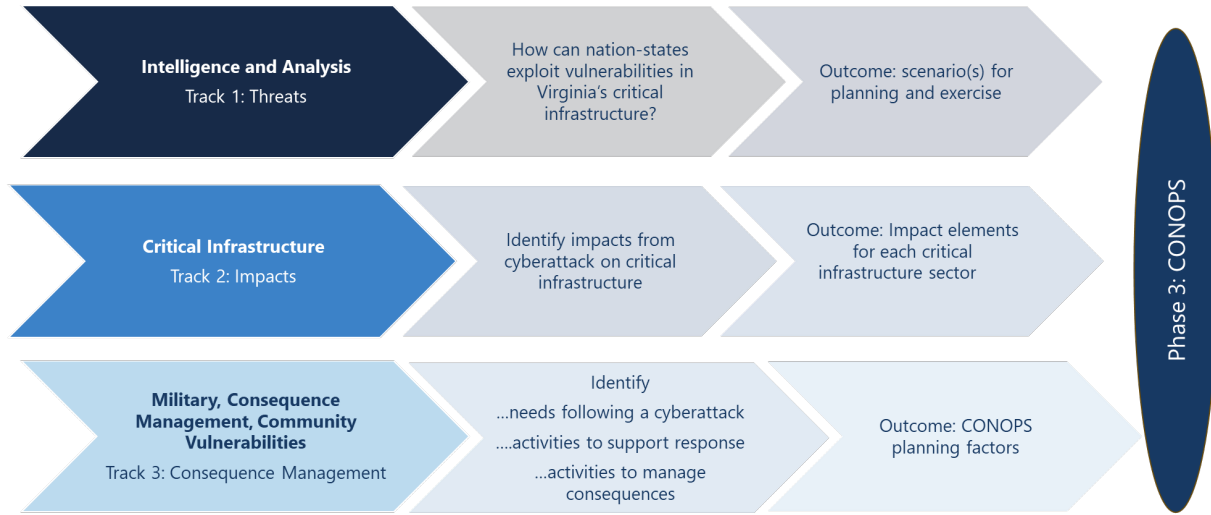 Intelligence and Analysis
Track 1: Threats
How can nation-states
exploit vulnerabilities in
Virginia's critical
infrastructure?
Outcome: scenario(s) for
planning and exercise
Critical Infrastructure
Track 2: Impacts
Identify impacts from
cyberattack on critical
infrastructure
Outcome: Impact elements
for each critical
infrastructure sector
Military, Consequence
Management, Community
Vulnerabilities
Track 3: Consequence Management
Identify
...needs following a cyberattack
....activities to support response
...activities to manage
consequences
Outcome: CONOPS
planning factors
Phase 3: CONOPS